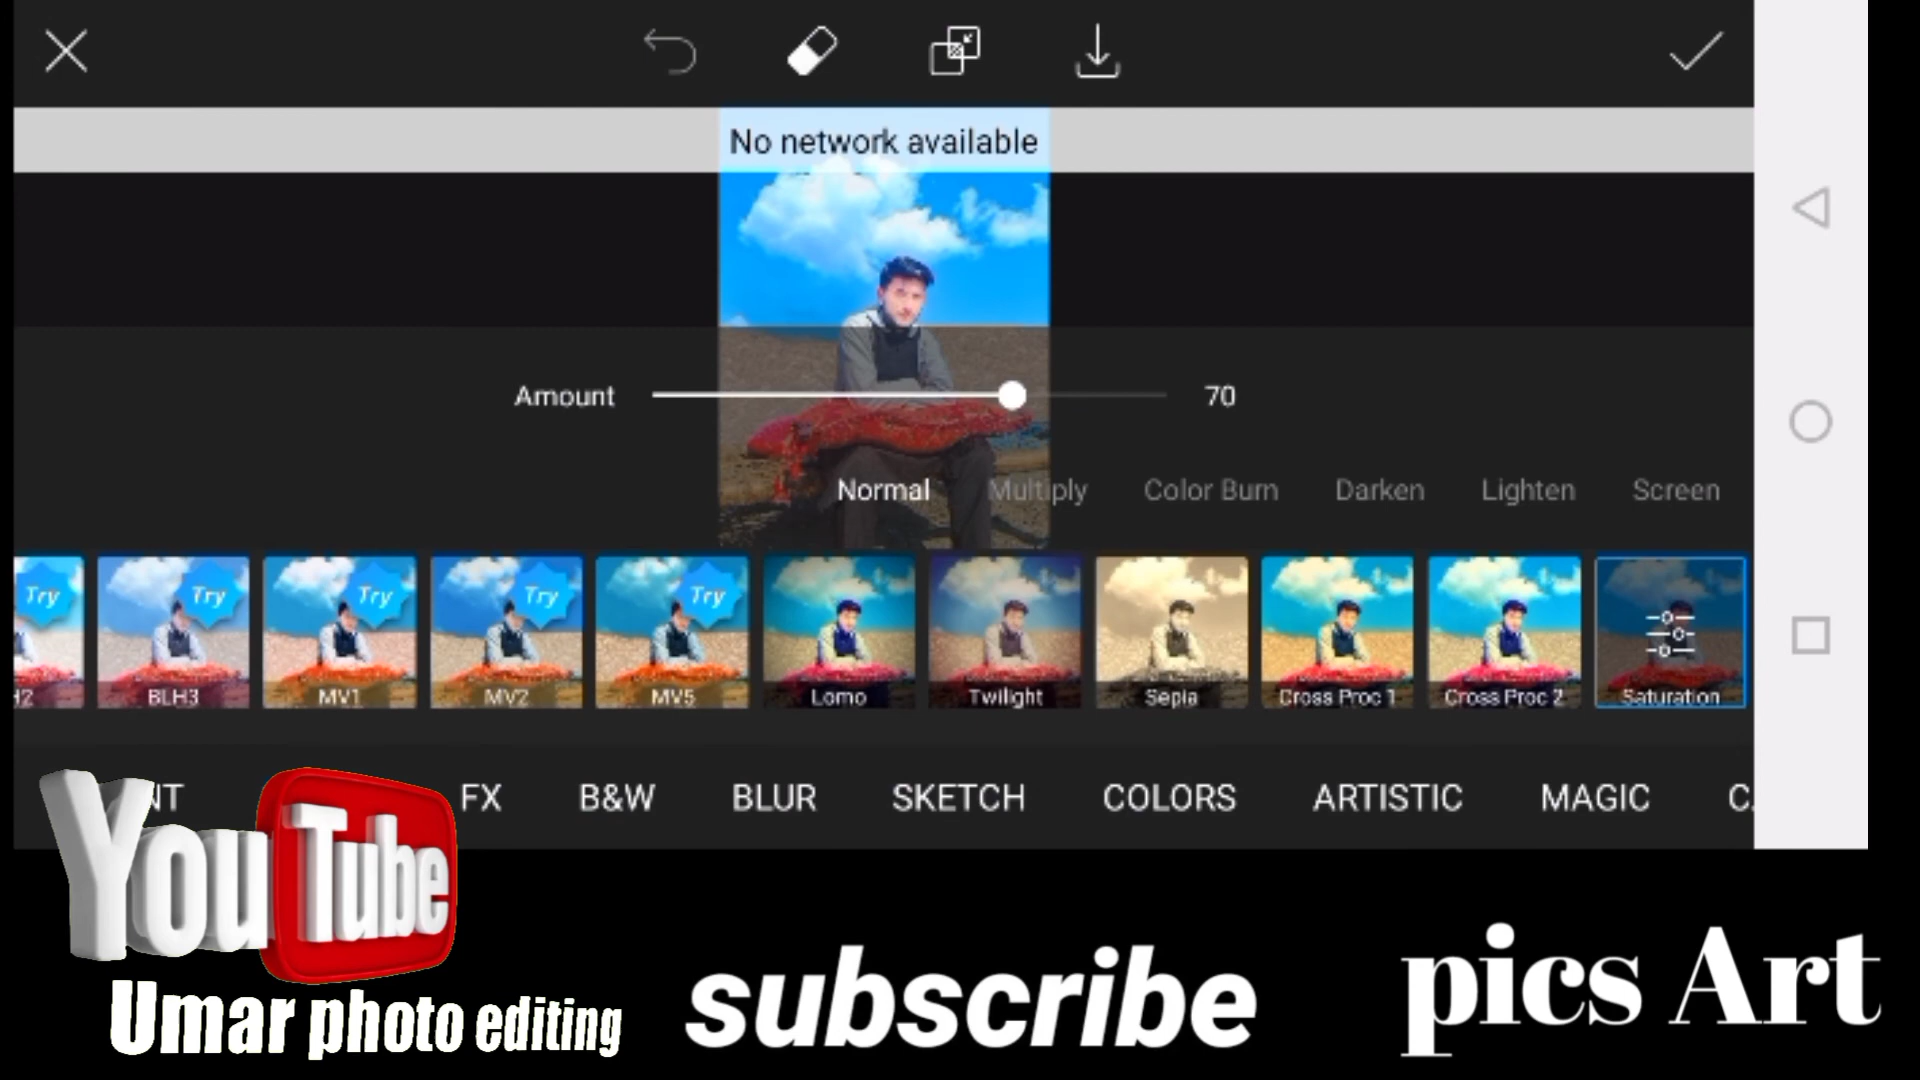 No network available
Amount 70
Normal Multiply Color Burn Darken Lighten Screen
Try Try Try Try Try
H2 BLH3 MV1 MV2 MV5 Lomo Twilight Sepia Cross Proc 1 Cross Proc 2 Saturation
NT FX B&W BLUR SKETCH COLORS ARTISTIC MAGIC C
YouTube
Umar photo editing
subscribe
pics Art